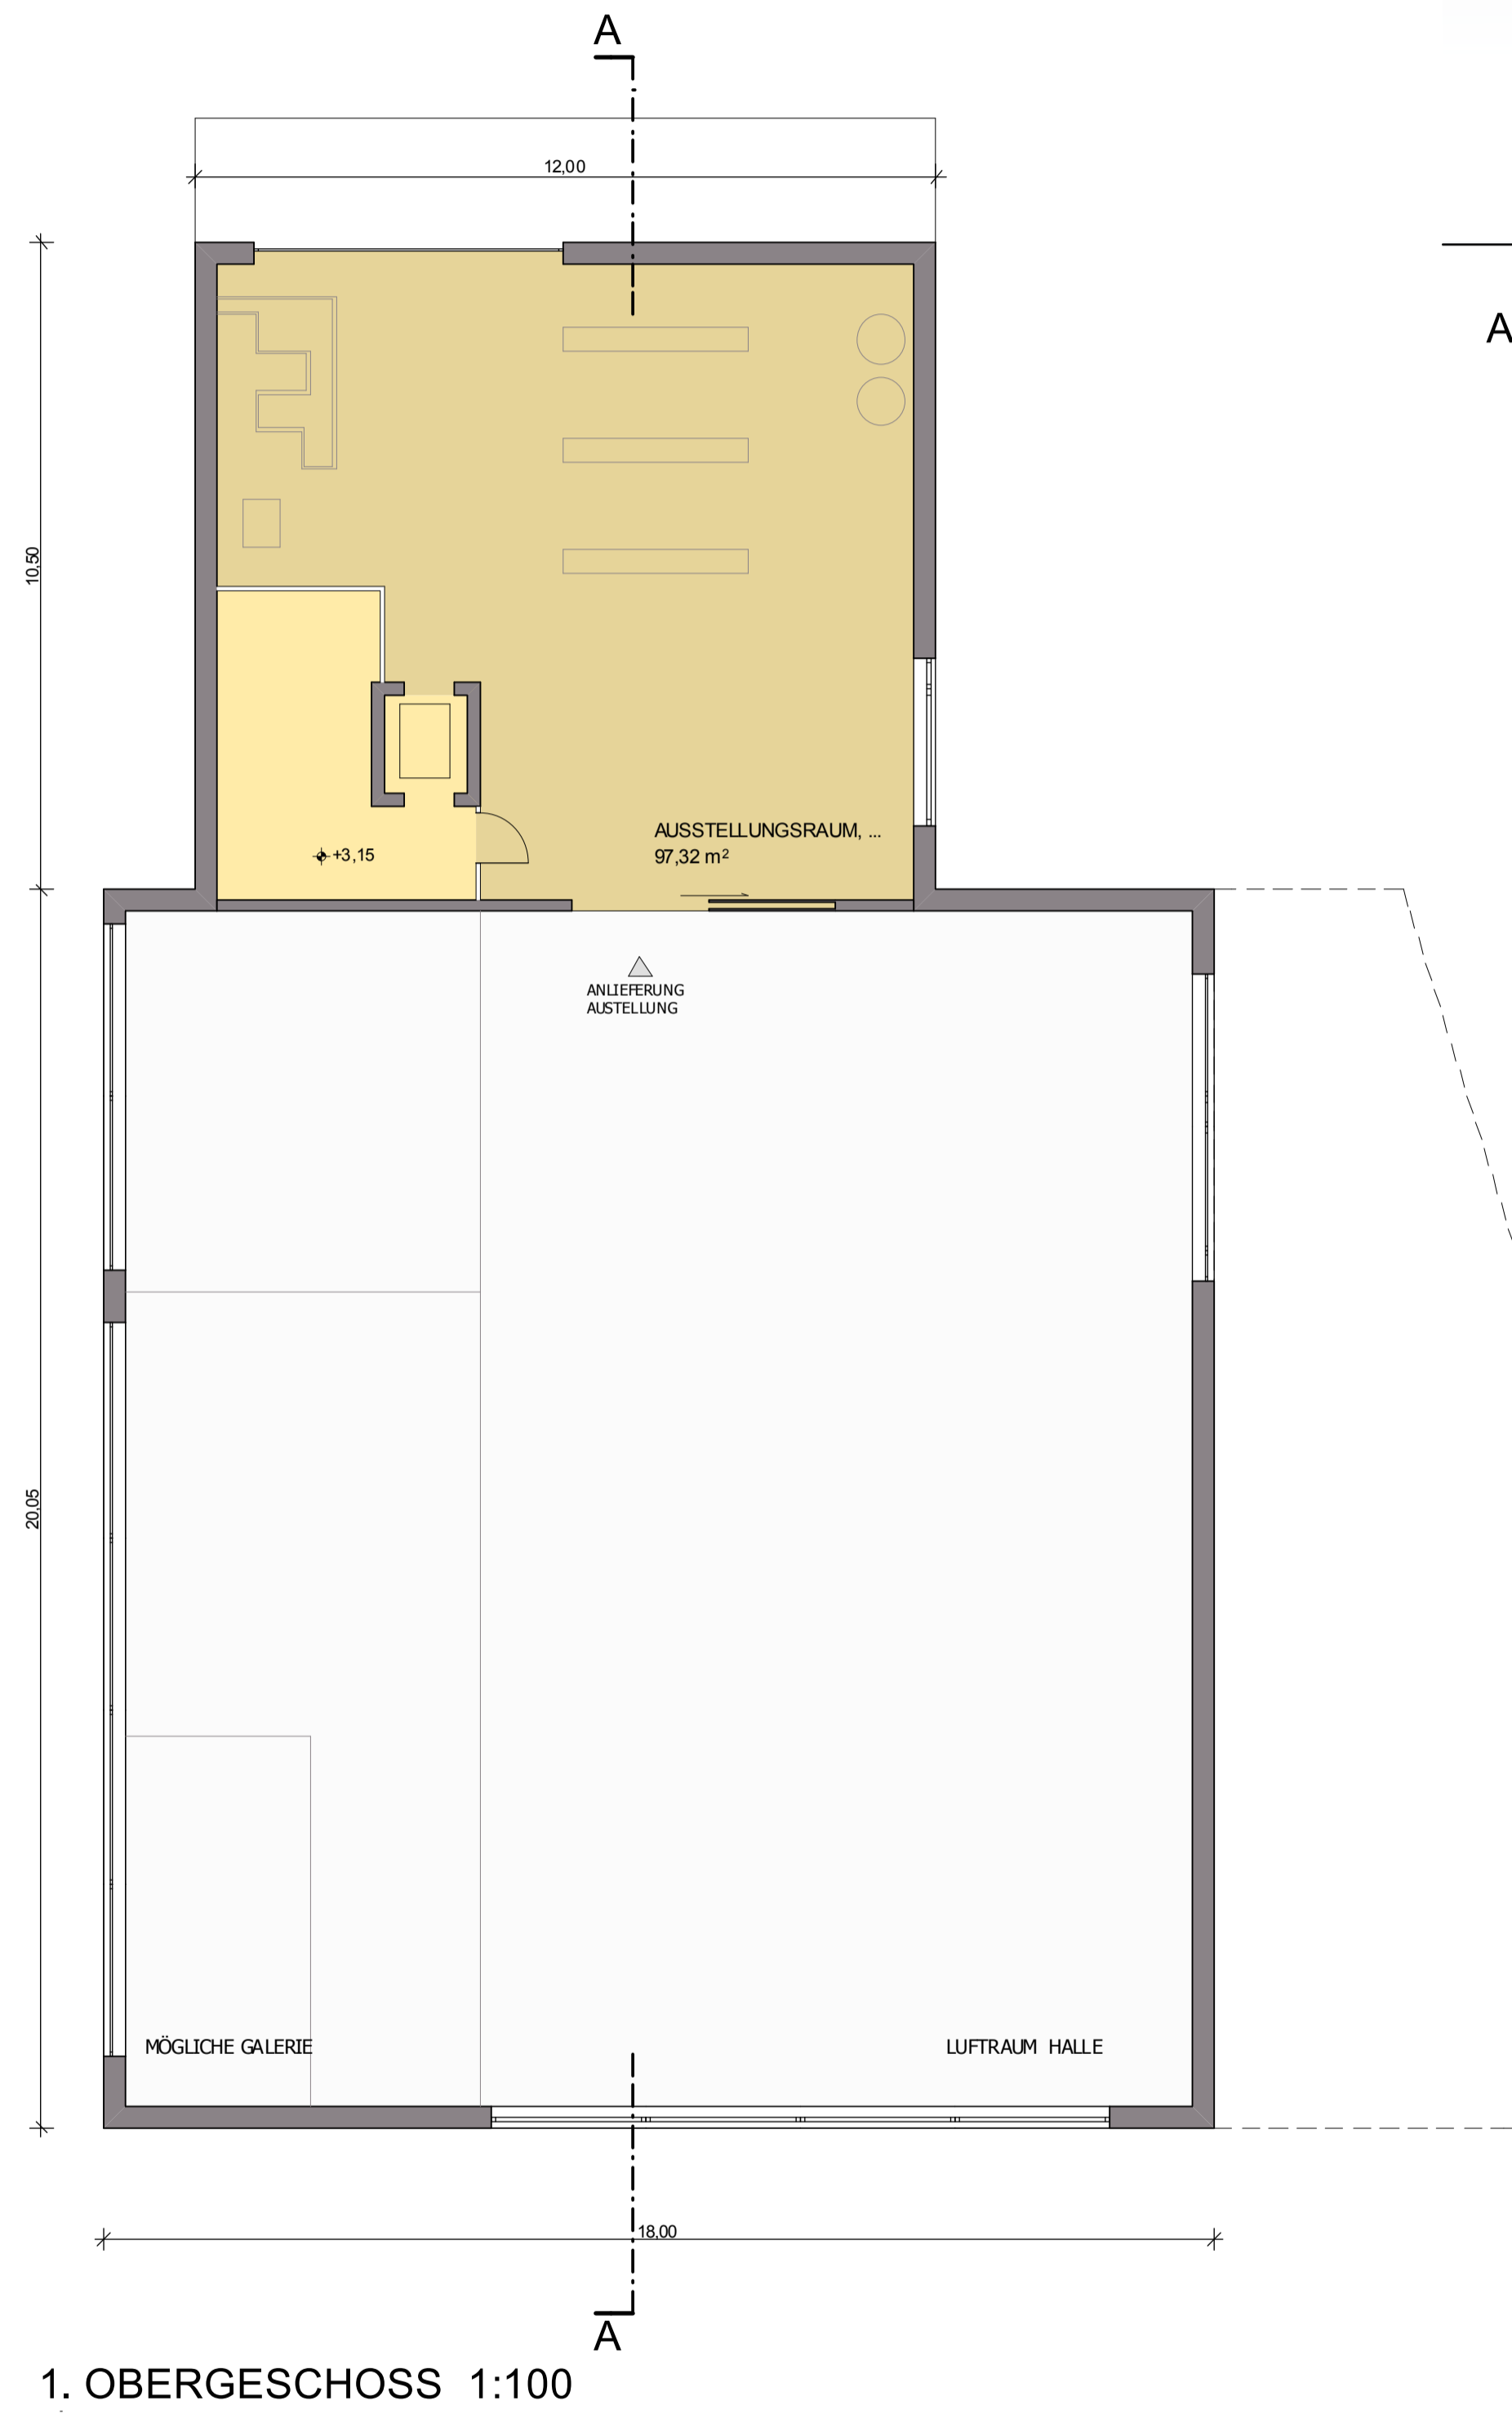 A
12,00
A
10,50
AUSSTELLUNGSRAUM, ...
97,32 m²
+3,15
ANLIEFERUNG
AUSTELLUNG
20,05
MÖGLICHE GALERIE
LUFTRAUM HALLE
18,00
A
1. OBERGESCHOSS 1:100